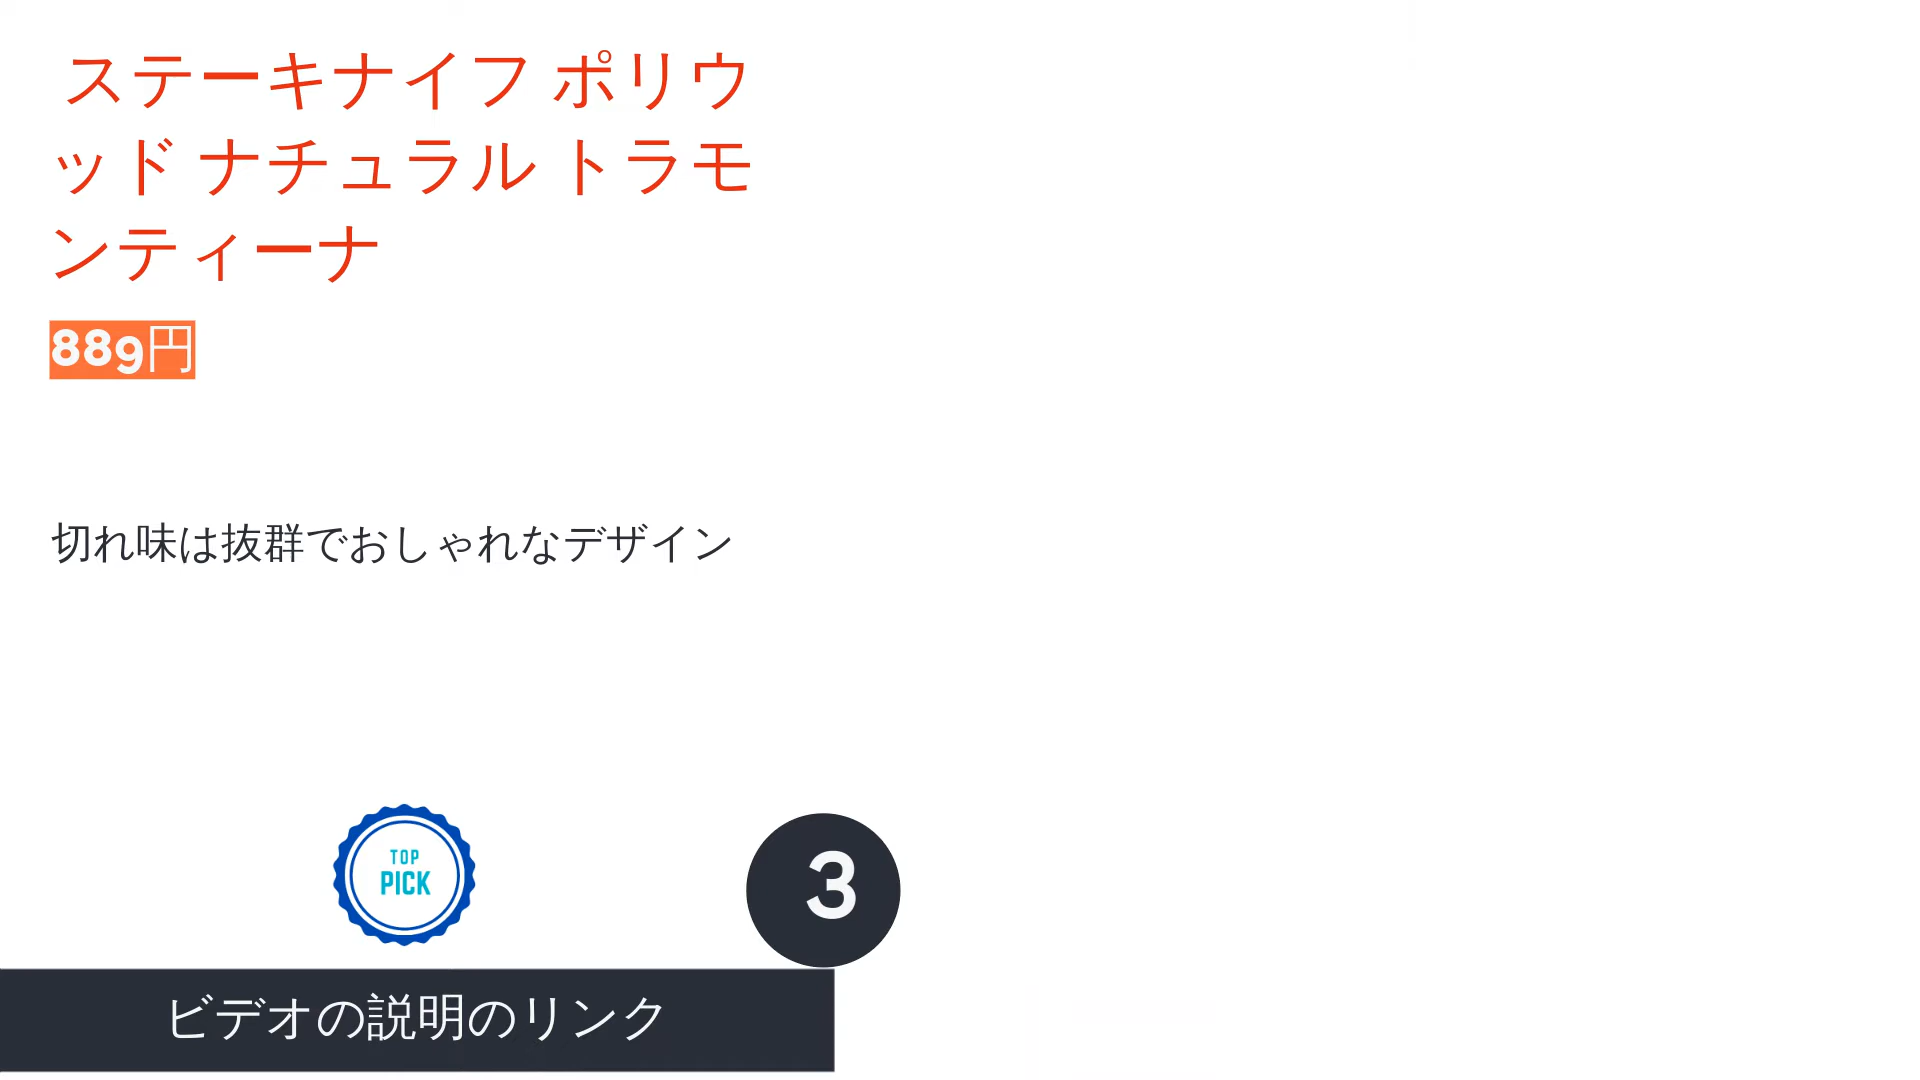 ステーキナイフ ポリウ
ッド ナチュラル トラモ
ンティーナ
889円
切れ味は抜群でおしゃれなデザイン
TOP
PICK
3
ビデオの説明のリンク